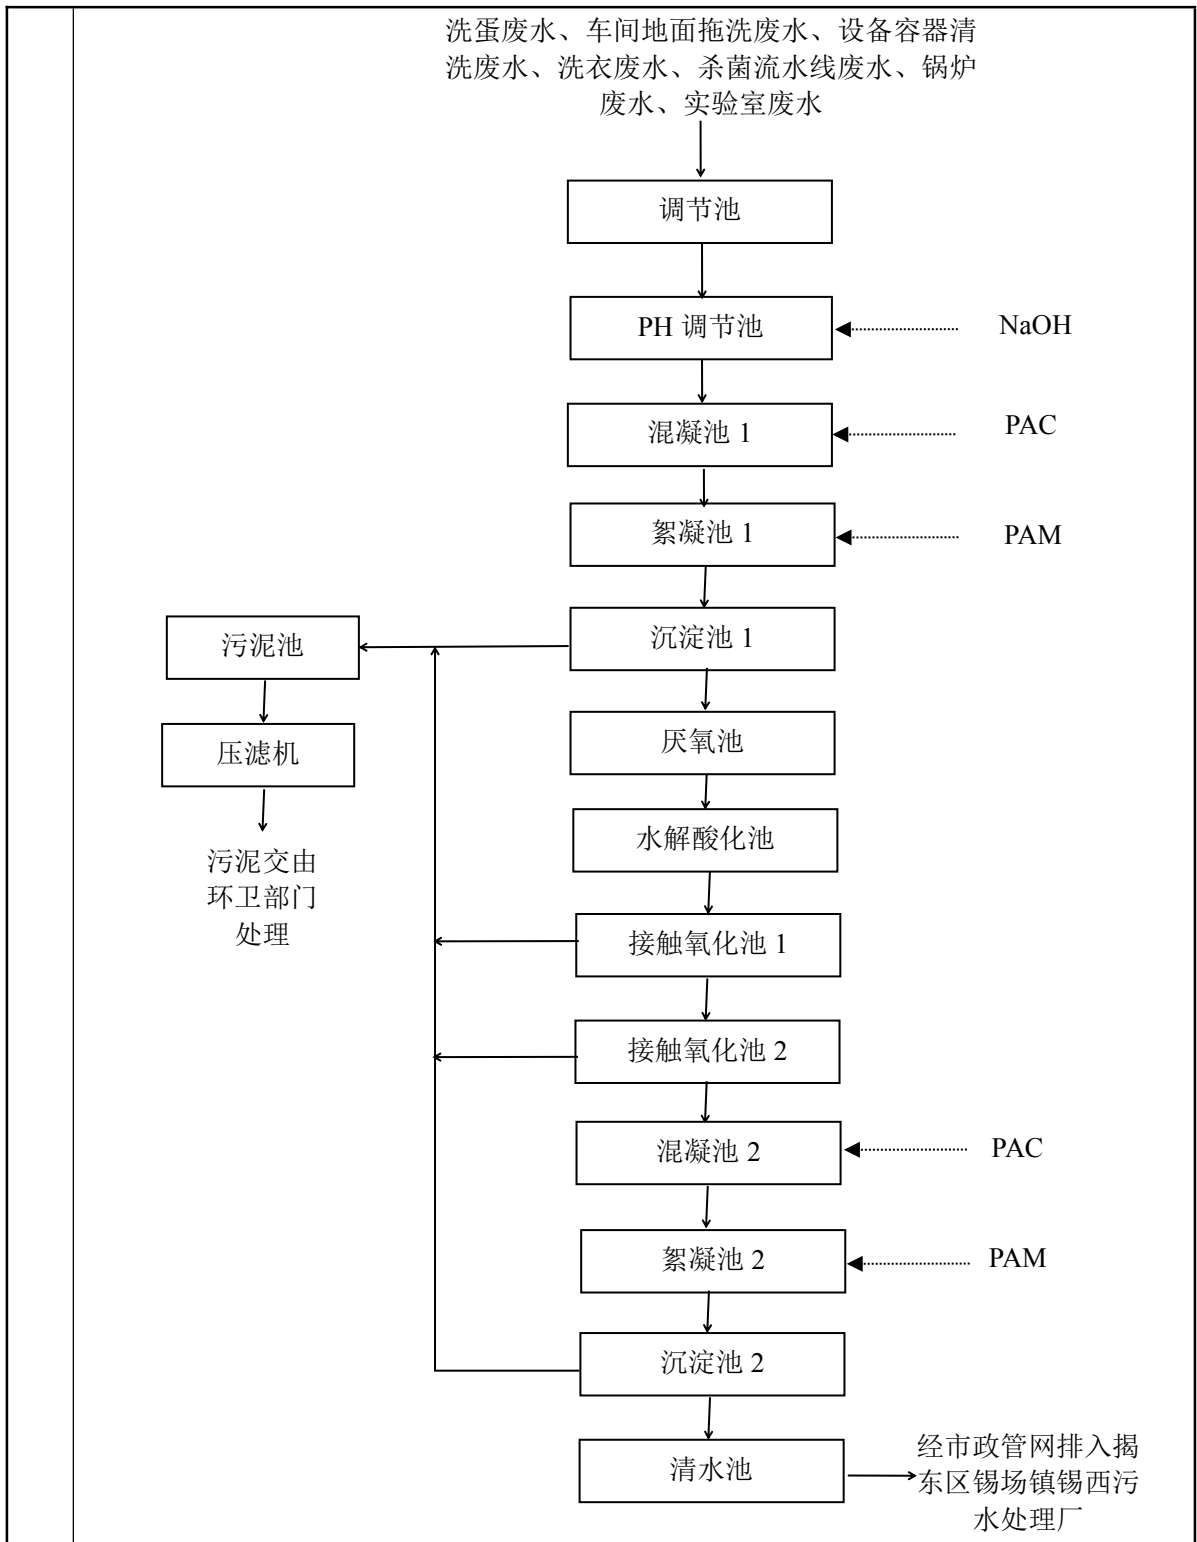 洗蛋废水、车间地面拖洗废水、设备容器清
洗废水、洗衣废水、杀菌流水线废水、锅炉
废水、实验室废水
调节池
PH 调节池
NaOH
混凝池 1
PAC
絮凝池 1
PAM
沉淀池 1
污泥池
厌氧池
压滤机
水解酸化池
污泥交由
环卫部门
处理
接触氧化池 1
接触氧化池 2
混凝池 2
PAC
絮凝池 2
PAM
沉淀池 2
清水池
经市政管网排入揭
东区锡场镇锡西污
水处理厂